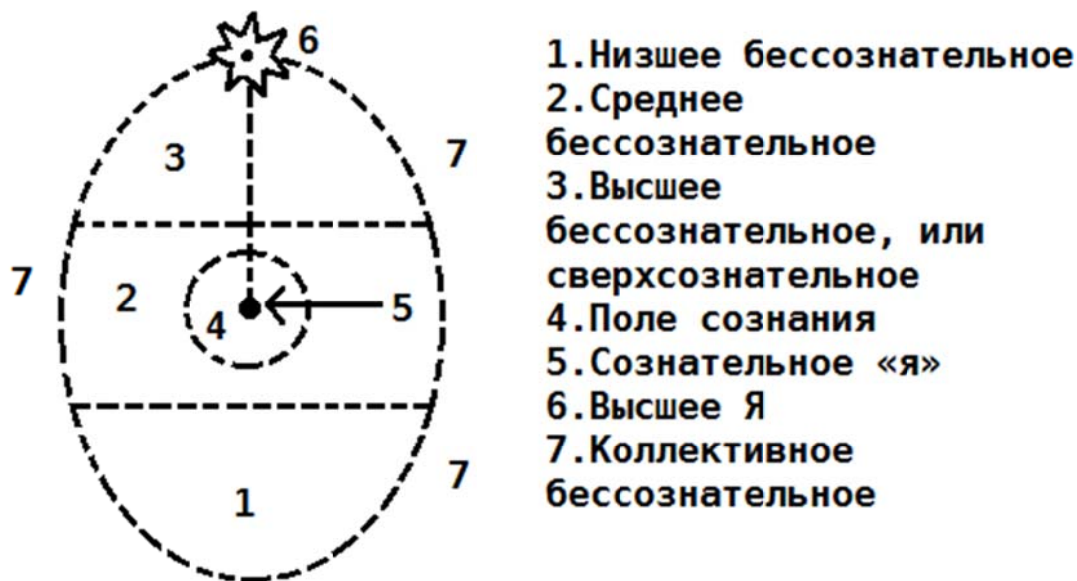 6
3
7
7
2
4
5
7
1
1.Низшее бессознательное
2.Среднее
бессознательное
3.Высшее
бессознательное, или
сверхсознательное
4.Поле сознания
5.Сознательное «я»
6.Высшее Я
7.Коллективное
бессознательное